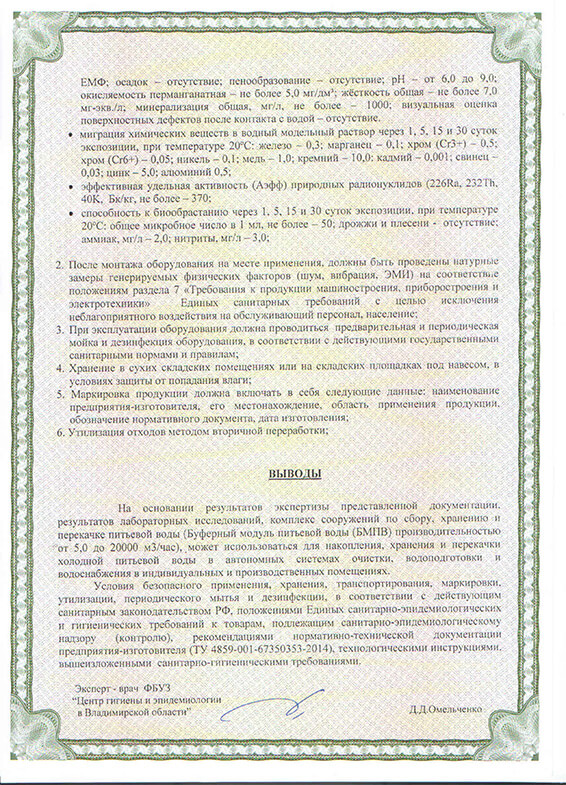 ЕМФ; осадок – отсутствие; пенообразование – отсутствие; pH – от 6,0 до 9,0;
окисляемость перманганатная – не более 5,0 мг/дм³; жёсткость общая – не более 7,0
мг-экв./л; минерализация общая, мг/л, не более – 1000; визуальная оценка
поверхностных дефектов после контакта с водой – отсутствие.
• миграция химических веществ в водный модельный раствор через 1, 5, 15 и 30 суток
экспозиции, при температуре 20°С: железо – 0,3; марганец – 0,1; хром (Cr3+) – 0,5;
хром (Cr6+) – 0,05; никель – 0,1; медь – 1,0; кремний – 10,0: кадмий – 0,001; свинец –
0,03; цинк – 5,0; алюминий 0,5;
• эффективная удельная активность (Аэфф) природных радионуклидов (226Ra, 232Th,
40K, Бк/кг, не более – 370;
• способность к биообрастанию через 1, 5, 15 и 30 суток экспозиции, при температуре
20°С: общее микробное число в 1 мл, не более – 50; дрожжи и плесени - отсутствие;
аммиак, мг/л – 2,0; нитриты, мг/л – 3,0;
2. После монтажа оборудования на месте применения, должны быть проведены натурные
замеры генерируемых физических факторов (шум, вибрация, ЭМИ) на соответствие
положениям раздела 7 «Требования к продукции машиностроения, приборостроения и
электротехники» Единых санитарных требований с целью исключения
неблагоприятного воздействия на обслуживающий персонал, население;
3. При эксплуатации оборудования должна проводиться предварительная и периодическая
мойка и дезинфекция оборудования, в соответствии с действующими государственными
санитарными нормами и правилам;
4. Хранение в сухих складских помещениях или на складских площадках под навесом, в
условиях защиты от попадания влаги;
5. Маркировка продукции должна включать в себя следующие данные: наименование
предприятия-изготовителя, его местонахождение, область применения продукции,
обозначение нормативного документа, дата изготовления;
6. Утилизация отходов методом вторичной переработки;
ВЫВОДЫ
На основании результатов экспертизы представленной документации,
результатов лабораторных исследований, комплекс сооружений по сбору, хранению и
перекачке питьевой воды (Буферный модуль питьевой воды (БМПВ) производительностью
от 5,0 до 20000 м3/час), может использоваться для накопления, хранения и перекачки
холодной питьевой воды в автономных системах очистки, водоподготовки и
водоснабжения в индивидуальных и производственных помещениях.
Условия безопасного применения, хранения, транспортирования, маркировки,
утилизации, периодического мытья и дезинфекции, в соответствии с действующим
санитарным законодательством РФ, положениями Единых санитарно-эпидемиологических
и гигиенических требований к товарам, подлежащим санитарно-эпидемиологическому
надзору (контролю), рекомендациями нормативно-технической документации
предприятия-изготовителя (ТУ 4859-001-67350353-2014), технологическими инструкциями,
вышеизложенными санитарно-гигиеническими требованиями.
Эксперт - врач ФБУЗ
"Центр гигиены и эпидемиологии
в Владимирской области"
Д.Д.Омельченко